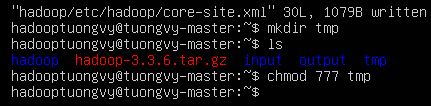 "hadoop/etc/hadoop/core-site.xml" 30L, 1079B written
hadooptuongvy@tuongvy-master:~$ mkdir tmp
hadooptuongvy@tuongvy-master:~$ ls
hadoop hadoop-3.3.6.tar.gz input output tmp
hadooptuongvy@tuongvy-master:~$ chmod 777 tmp
hadooptuongvy@tuongvy-master:~$